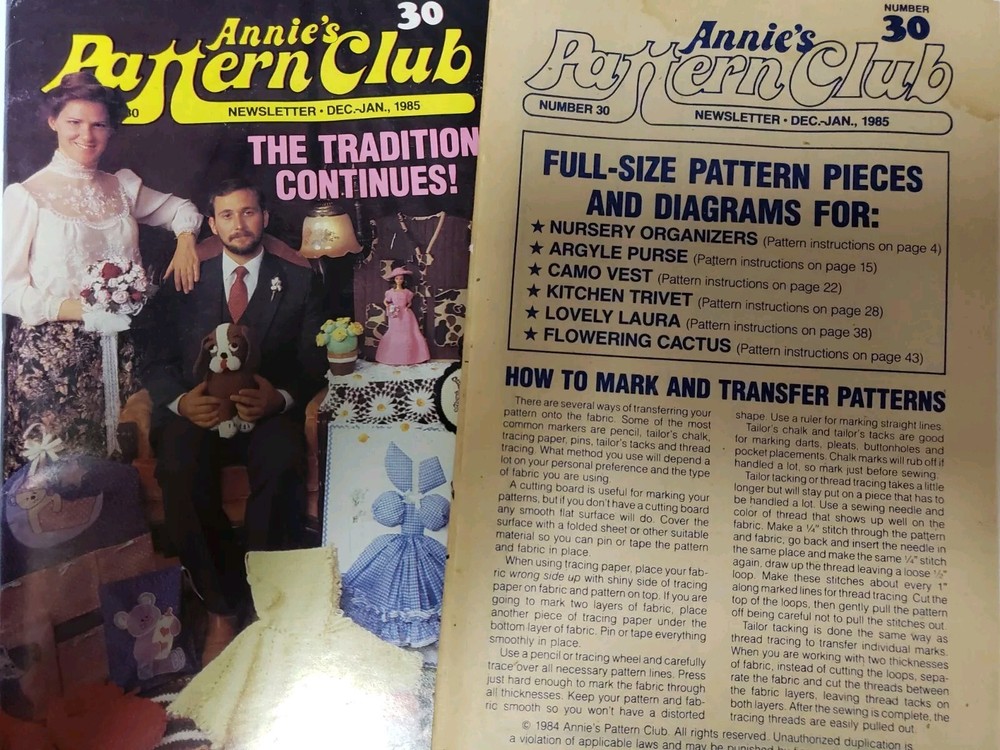 30
Annie's
Pattern Club
30
NEWSLETTER • DEC.-JAN., 1985
THE TRADITION
CONTINUES!
NUMBER
30
Annie's
Pattern Club
NUMBER 30
NEWSLETTER • DEC.-JAN., 1985
FULL-SIZE PATTERN PIECES
AND DIAGRAMS FOR:
★ NURSERY ORGANIZERS (Pattern instructions on page 4)
★ ARGYLE PURSE (Pattern instructions on page 15)
★ CAMO VEST (Pattern instructions on page 22)
★ KITCHEN TRIVET (Pattern instructions on page 28)
★ LOVELY LAURA (Pattern instructions on page 38)
★ FLOWERING CACTUS (Pattern instructions on page 43)
HOW TO MARK AND TRANSFER PATTERNS
There are several ways of transferring your
pattern onto the fabric. Some of the most
common markers are pencil, tailor's chalk,
tracing paper, pins, tailor's tacks and thread
tracing. What method you use will depend a
lot on your personal preference and the type
of fabric you are using.
A cutting board is useful for marking your
patterns, but if you don't have a cutting board
any smooth flat surface will do. Cover the
surface with a folded sheet or other suitable
material so you can pin or tape the pattern
and fabric in place.
When using tracing paper, place your fab-
ric wrong side up with shiny side of tracing
paper on fabric and pattern on top. If you are
going to mark two layers of fabric, place
another piece of tracing paper under the
bottom layer of fabric. Pin or tape everything
smoothly in place.
Use a pencil or tracing wheel and carefully
trace over all necessary pattern lines. Press
just hard enough to mark the fabric through
all thicknesses. Keep your pattern and fab-
ric smooth so you won't have a distorted
shape. Use a ruler for marking straight lines.
Tailor's chalk and tailor's tacks are good
for marking darts, pleats, buttonholes and
pocket placements. Chalk marks will rub off if
handled a lot, so mark just before sewing.
Tailor tacking or thread tracing takes a little
longer but will stay put on a piece that has to
be handled a lot. Use a sewing needle and
color of thread that shows up well on the
fabric. Make a ¼" stitch through the pattern
and fabric, go back and insert the needle in
the same place and make the same ¼" stitch
again, draw up the thread leaving a loose ½"
loop. Make these stitches about every 1"
along marked lines for thread tracing. Cut the
top of the loops, then gently pull the pattern
off being careful not to pull the stitches out.
Tailor tacking is done the same way as
thread tracing to transfer individual marks.
When you are working with two thicknesses
of fabric, instead of cutting the loops, sepa-
rate the fabric and cut the threads between
the fabric layers, leaving thread tacks on
both layers. After the sewing is complete, the
tracing threads are easily pulled out.
© 1984 Annie's Pattern Club. All rights reserved. Unauthorized duplication is
a violation of applicable laws and may be punished